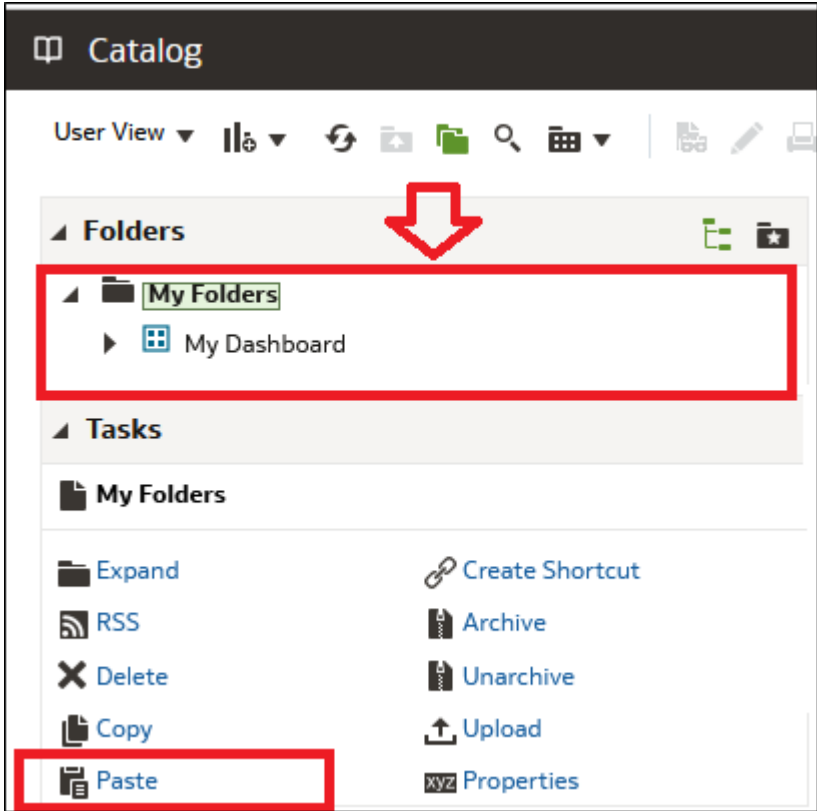 Catalog
User View
Folders
My Folders
My Dashboard
Tasks
My Folders
Expand Create Shortcut
RSS Archive
Delete Unarchive
Copy Upload
Paste xyz Properties